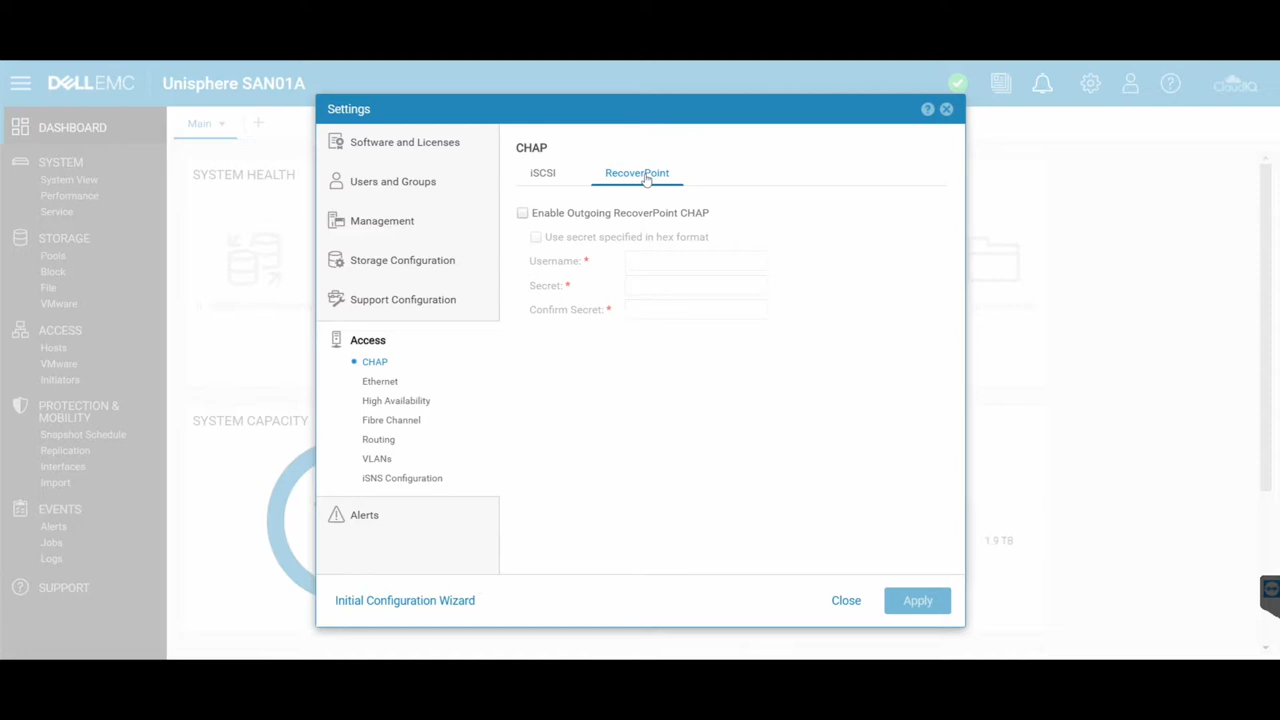 DELLEMC
Unisphere SAN01A
CloudIQ
DASHBOARD
SYSTEM
System View
Performance
Service
STORAGE
Pools
Block
File
VMware
ACCESS
Hosts
VMware
Initiators
PROTECTION &
MOBILITY
Snapshot Schedule
Replication
Interfaces
Import
EVENTS
Alerts
Jobs
Logs
SUPPORT
Main
SYSTEM HEALTH
SYSTEM CAPACITY
1.9 TB
Settings
Software and Licenses
Users and Groups
Management
Storage Configuration
Support Configuration
Access
CHAP
Ethernet
High Availability
Fibre Channel
Routing
VLANs
iSNS Configuration
Alerts
CHAP
iSCSI
RecoverPoint
Enable Outgoing RecoverPoint CHAP
Use secret specified in hex format
Username: *
Secret: *
Confirm Secret: *
Initial Configuration Wizard
Close
Apply